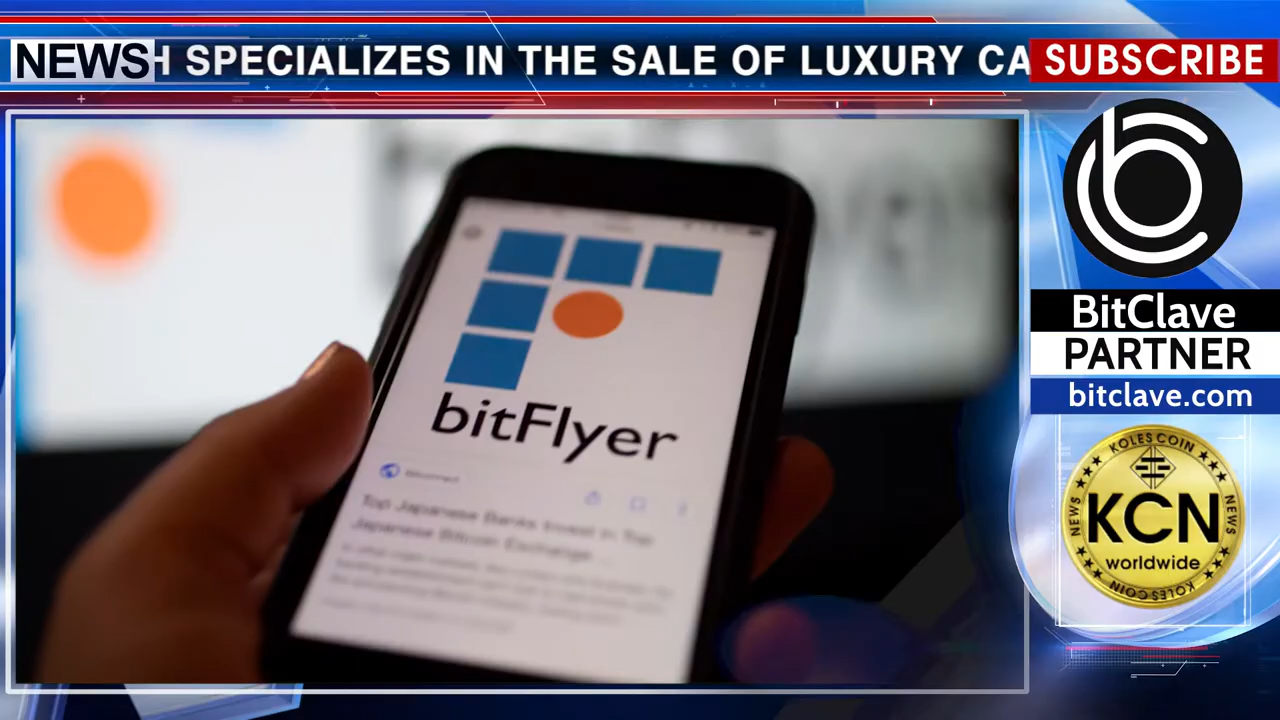 NEWS
H SPECIALIZES IN THE SALE OF LUXURY CA
SUBSCRIBE
BitClave
PARTNER
bitclave.com
bitFlyer
Top Japanese Banks Invest in Top
Japanese Bitcoin Exchange
KOLES COIN
NEWS
KCN
NEWS
worldwide
KOLES COIN